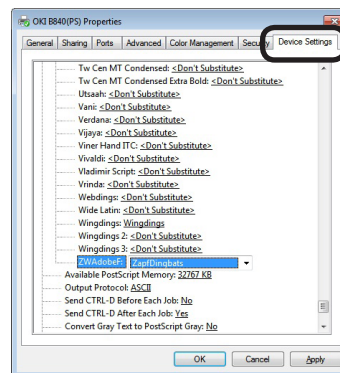 OKI B840(PS) Properties
General Sharing Ports Advanced Color Management Security Device Settings
Tw Cen MT Condensed: <Don't Substitute>
Tw Cen MT Condensed Extra Bold: <Don't Substitute>
Utsaah: <Don't Substitute>
Vani: <Don't Substitute>
Verdana: <Don't Substitute>
Vijaya: <Don't Substitute>
Viner Hand ITC: <Don't Substitute>
Vivaldi: <Don't Substitute>
Vladimir Script: <Don't Substitute>
Vrinda: <Don't Substitute>
Webdings: <Don't Substitute>
Wide Latin: <Don't Substitute>
Wingdings: Wingdings
Wingdings 2: <Don't Substitute>
Wingdings 3: <Don't Substitute>
ZWAdobeF: ZapfDingbats
Available PostScript Memory: 32767 KB
Output Protocol: ASCII
Send CTRL-D Before Each Job: No
Send CTRL-D After Each Job: Yes
Convert Gray Text to PostScript Gray: No
OK Cancel Apply